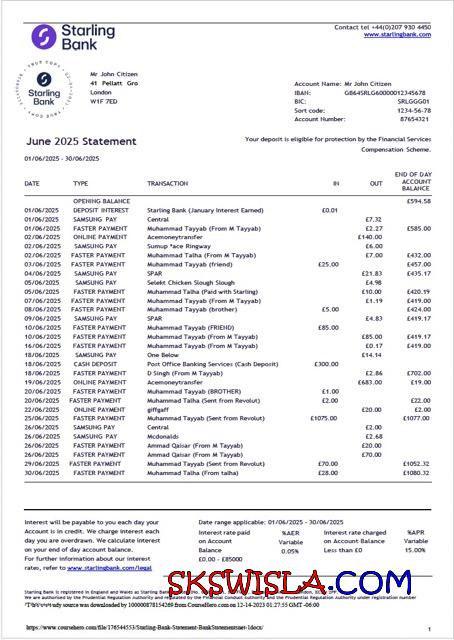 Starling
Bank
Contact tel +44(0)207 930 4450
www.starlingbank.com
TRUE COPY
Starling
Bank
Mr John Citizen
41 Pellatt Gro
London
W1F 7ED
Account Name: Mr John Citizen
IBAN: GB64SRLG60000012345678
BIC: SRLGGG01
Sort code: 1234-56-78
Account Number: 87654321
June 2025 Statement
Your deposit is eligible for protection by the Financial Services
Compensation Scheme.
01/06/2025 - 30/06/2025
DATE TYPE TRANSACTION IN OUT END OF DAY ACCOUNT BALANCE
OPENING BALANCE £594.58
01/06/2025 DEPOSIT INTEREST Starling Bank (January Interest Earned) £0.01
01/06/2025 SAMSUNG PAY Central £7.32
01/06/2025 FASTER PAYMENT Muhammad Tayyab (From M Tayyab) £2.27 £585.00
02/06/2025 ONLINE PAYMENT Acemoneytransfer £140.00
02/06/2025 SAMSUNG PAY Sumup *ace Ringway £6.00
02/06/2025 FASTER PAYMENT Muhammad Talha (From M Tayyab) £7.00 £432.00
03/06/2025 FASTER PAYMENT Muhammad Tayyab (friend) £25.00 £457.00
04/06/2025 SAMSUNG PAY SPAR £21.83 £435.17
05/06/2025 SAMSUNG PAY Selekt Chicken Slough Slough £4.98
05/06/2025 FASTER PAYMENT Muhammad Talha (Paid with Starling) £10.00 £420.19
07/06/2025 FASTER PAYMENT Muhammad Tayyab (From M Tayyab) £1.19 £419.00
08/06/2025 FASTER PAYMENT Muhammad Tayyab (brother) £5.00 £424.00
09/06/2025 SAMSUNG PAY SPAR £4.83 £419.17
10/06/2025 FASTER PAYMENT Muhammad Tayyab (FRIEND) £85.00
10/06/2025 FASTER PAYMENT Muhammad Tayyab (From M Tayyab) £85.00 £419.17
16/06/2025 FASTER PAYMENT Muhammad Tayyab (From M Tayyab) £0.17 £419.00
18/06/2025 SAMSUNG PAY One Below £14.14
18/06/2025 CASH DEPOSIT Post Office Banking Services (Cash Deposit) £300.00
18/06/2025 FASTER PAYMENT D Singh (From M Tayyab) £2.86 £702.00
19/06/2025 ONLINE PAYMENT Acemoneytransfer £683.00 £19.00
20/06/2025 FASTER PAYMENT Muhammad Tayyab (BROTHER) £1.00
20/06/2025 FASTER PAYMENT Muhammad Talha (Sent from Revolut) £2.00 £22.00
22/06/2025 ONLINE PAYMENT giffgaff £20.00 £2.00
25/06/2025 FASTER PAYMENT Muhammad Tayyab (Sent from Revolut) £1075.00 £1077.00
26/06/2025 SAMSUNG PAY Central £2.00
26/06/2025 SAMSUNG PAY Mcdonalds £2.68
26/06/2025 FASTER PAYMENT Ammad Qaisar (From M Tayyab) £20.00
26/06/2025 FASTER PAYMENT Ammad Qaisar (From M Tayyab) £70.00
29/06/2025 FASTER PAYMENT Muhammad Tayyab (Sent from Revolut) £70.00 £1052.32
30/06/2025 FASTER PAYMENT Muhammad Talha (From talha) £28.00 £1080.32
Interest will be payable to you each day your
Account is in credit. We charge interest each
day you are overdrawn. We calculate interest
on your end of day account balance.
For further information about our interest
rates, refer to www.starlingbank.com/legal
Date range applicable: 01/06/2025 - 30/06/2025
Interest rate paid on Account Balance %AER Variable Interest rate charged on Account Balance %APR Variable
£0.00 - £85000 0.05% Less than £0 15.00%
SKSWISLA.COM
Starling Bank is registered in England and Wales as Starling Bank
We are authorised by the Prudential Regulation Authority and regulated by the Financial Conduct Authority and the Prudential Regulation Authority under registration number
study source was downloaded by 100000878154269 from CourseHero.com on 12-14-2023 01:27:55 GMT -06:00
https://www.coursehero.com/file/176544553/Starling-Bank-Statement-BankStatementsnet-1docx/
1